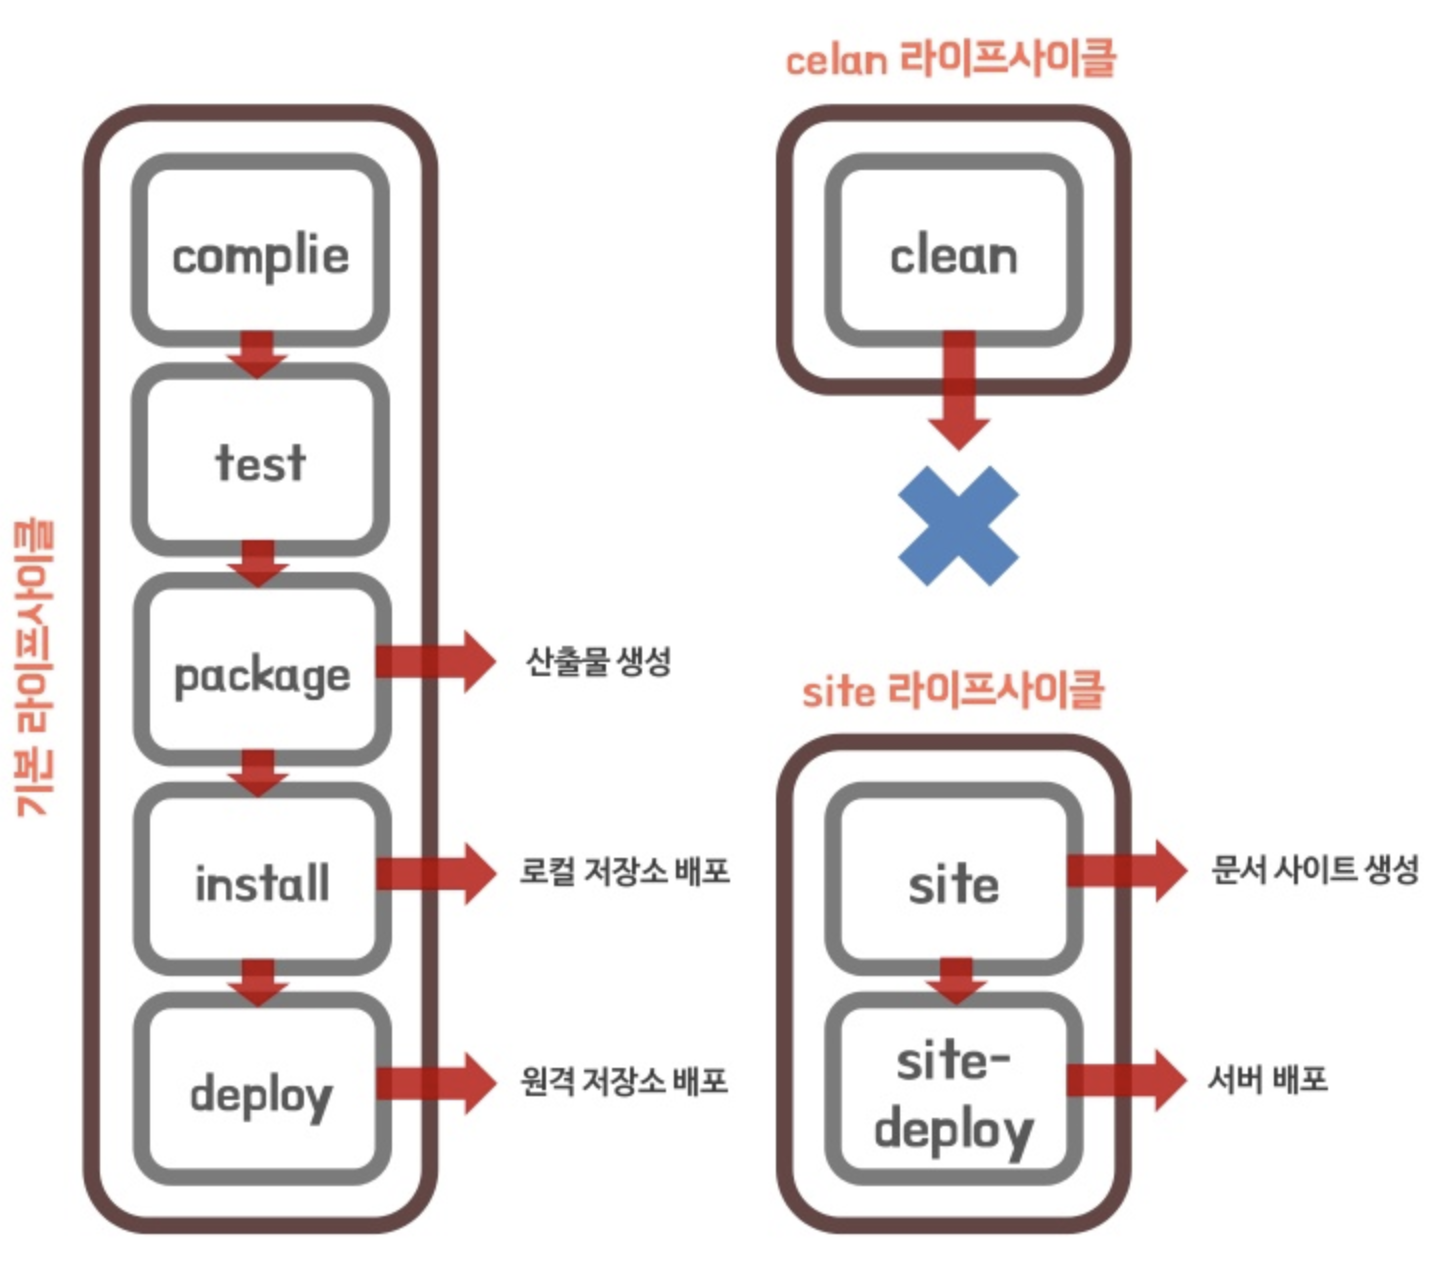 기본 라이프사이클
complie
test
package
산출물 생성
install
로컬 저장소 배포
deploy
원격 저장소 배포
celan 라이프사이클
clean
site 라이프사이클
site
문서 사이트 생성
site-
deploy
서버 배포